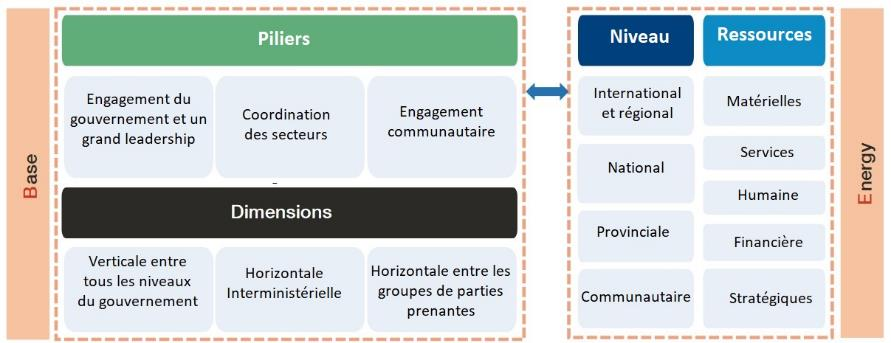 Base
Piliers
Engagement du
gouvernement et un
grand leadership
Coordination
des secteurs
Engagement
communautaire
Dimensions
Verticale entre
tous les niveaux
du gouvernement
Horizontale
Interministérielle
Horizontale entre les
groupes de parties
prenantes
Niveau
International
et régional
National
Provinciale
Communautaire
Ressources
Matérielles
Services
Humaine
Financière
Stratégiques
Energy